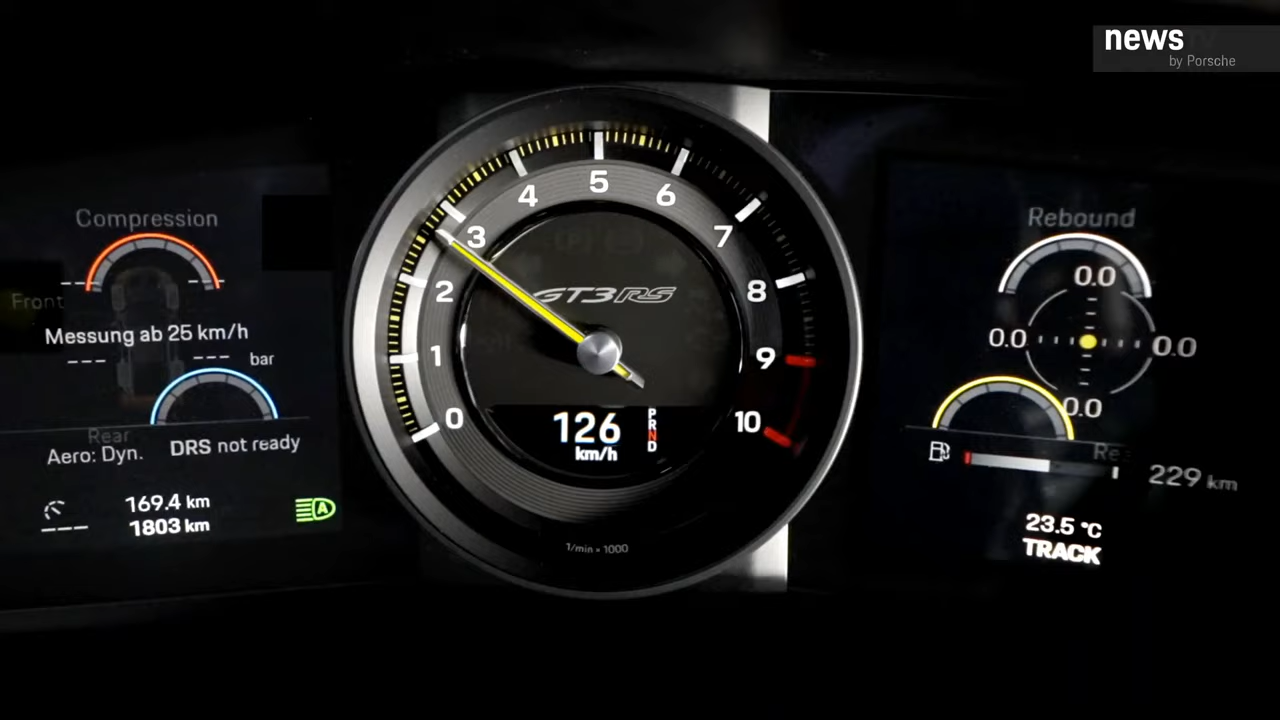 news
by Porsche
Compression
Front
Messung ab 25 km/h
--- --- bar
Rear
Aero: Dyn. DRS not ready
169.4 km
--- 1803 km
A
0
1
2
3
4
5
6
7
8
9
10
GT3 RS
126
km/h
P
R
N
D
1/min × 1000
Rebound
0.0
0.0
0.0
0.0
229 km
23.5 °C
TRACK